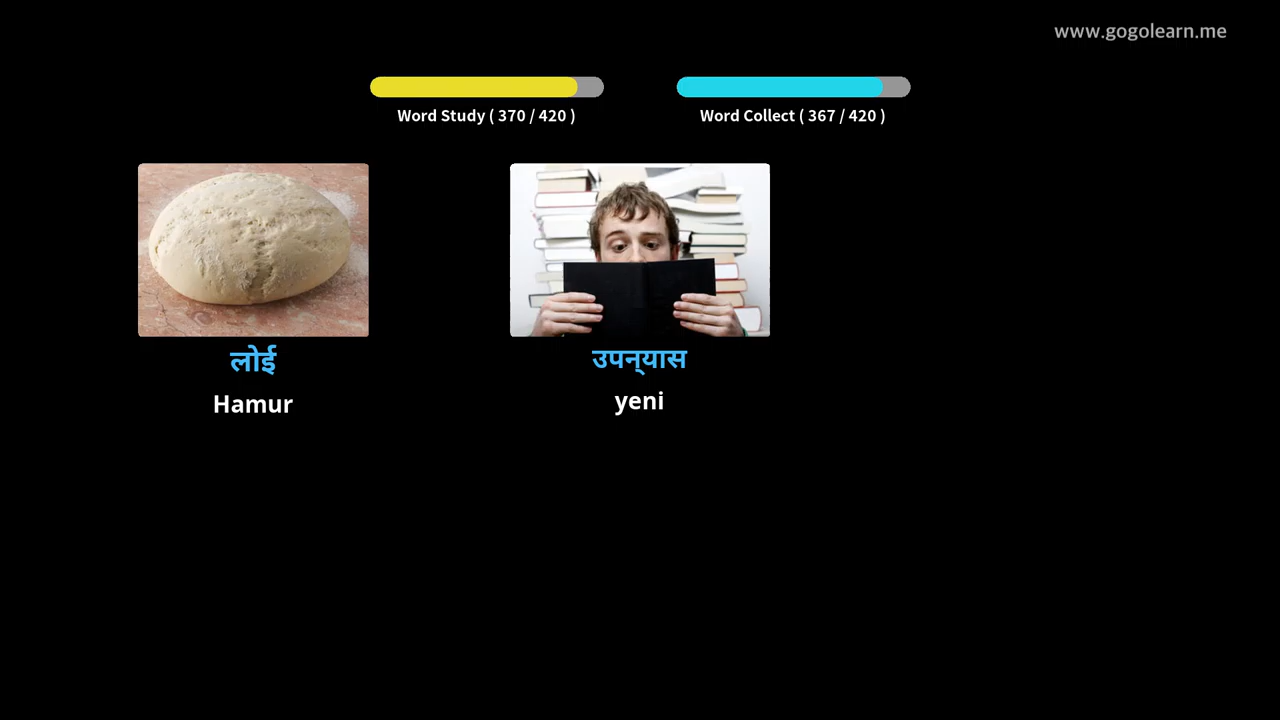 www.gogolearn.me
Word Study ( 370 / 420 )
Word Collect ( 367 / 420 )
लोई
Hamur
उपन्‌यास
yeni